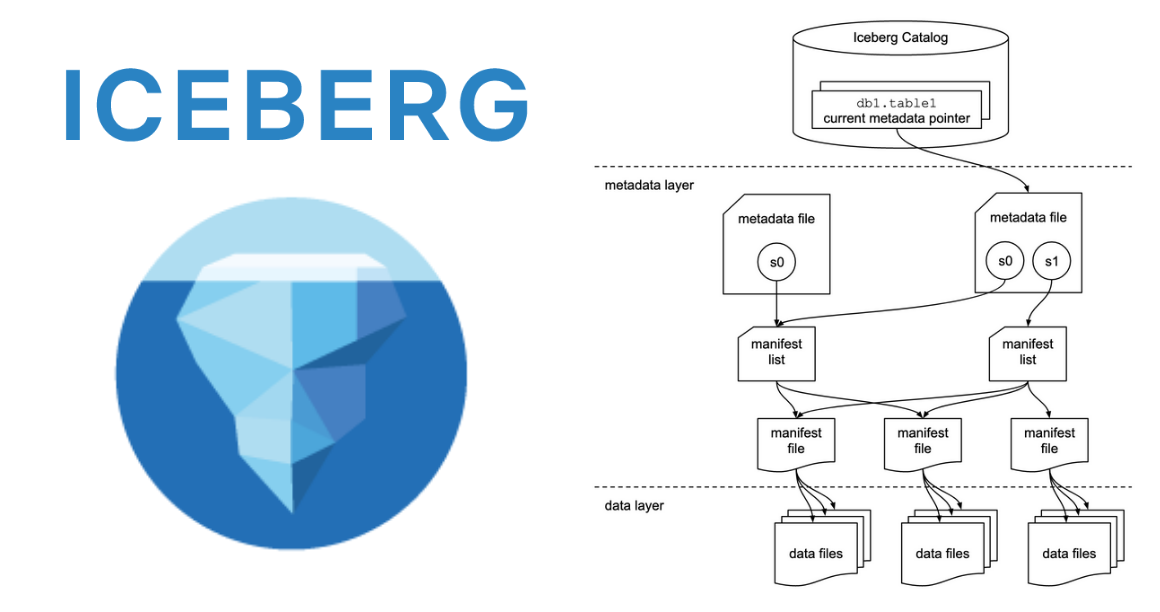 ICEBERG
Iceberg Catalog
db1.table1
current metadata pointer
metadata layer
metadata file
s0
metadata file
s0
s1
manifest
list
manifest
list
manifest
file
manifest
file
manifest
file
data layer
data files
data files
data files